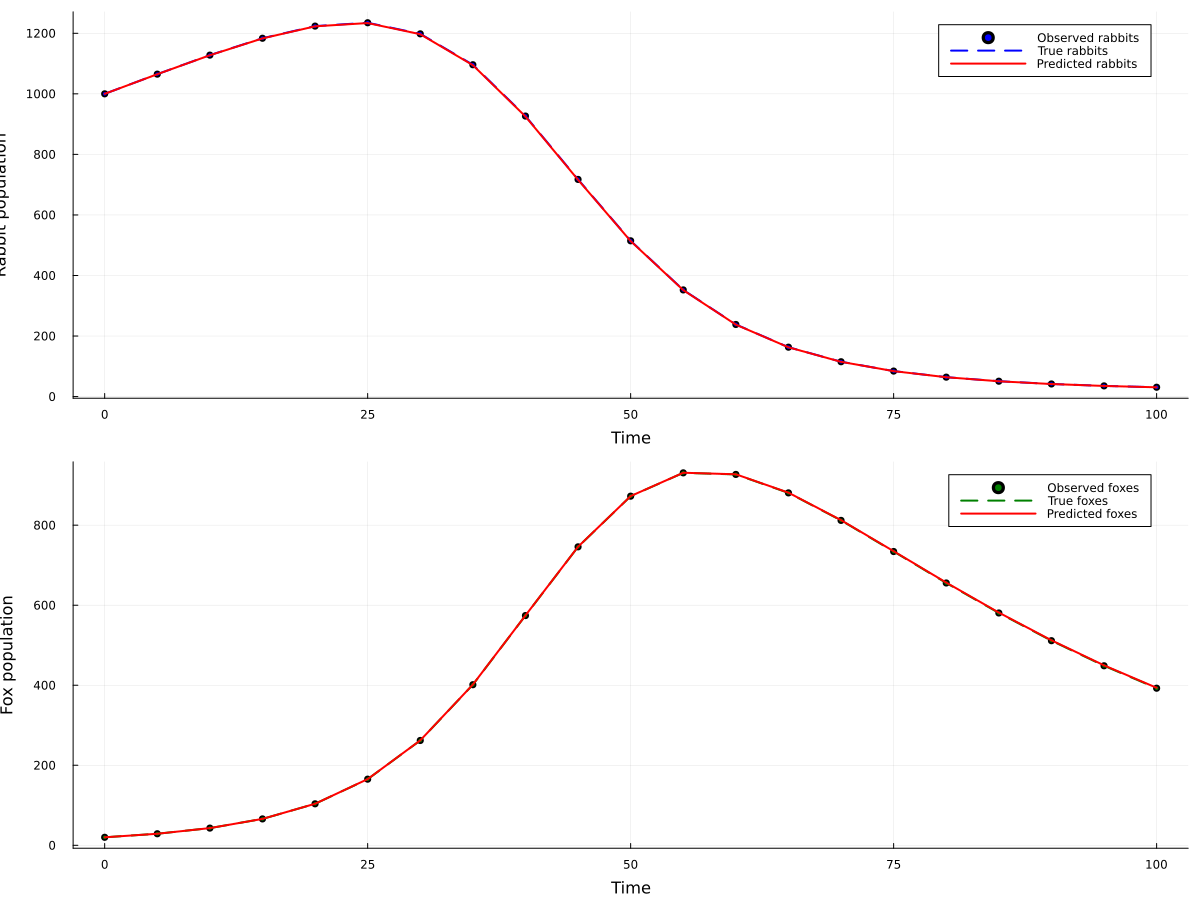 1200
1000
800
600
400
200
0
Rabbit population
Observed rabbits
True rabbits
Predicted rabbits
0 25 50 75 100
Time
800
600
400
200
0
Fox population
Observed foxes
True foxes
Predicted foxes
0 25 50 75 100
Time